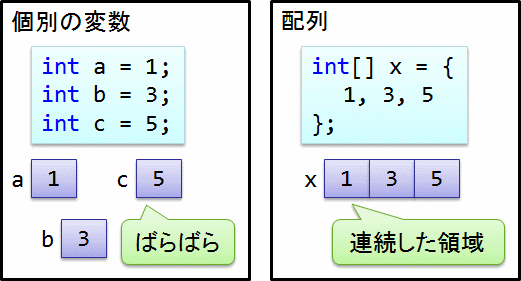 個別の変数
int a = 1;
int b = 3;
int c = 5;
a 1 c 5
b 3 ばらばら
配列
int[] x = {
1, 3, 5
};
x 1 3 5
連続した領域